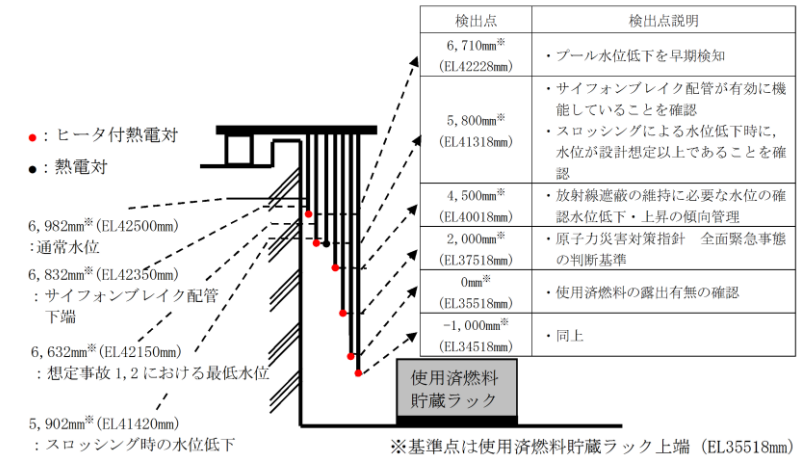 検出点 検出点説明
6,710mm※
(EL42228mm)
・プール水位低下を早期検知
5,800mm※
(EL41318mm)
・サイフォンブレイク配管が有効に機
能していることを確認
・スロッシングによる水位低下時に,
水位が設計想定以上であることを確
認
4,500mm※
(EL40018mm)
・放射線遮蔽の維持に必要な水位の確
認水位低下・上昇の傾向管理
2,000mm※
(EL37518mm)
・原子力災害対策指針 全面緊急事態
の判断基準
0mm※
(EL35518mm)
・使用済燃料の露出有無の確認
-1,000mm※
(EL34518mm)
・同上
●：ヒータ付熱電対
●：熱電対
6,982mm※(EL42500mm)
:通常水位
6,832mm※(EL42350mm)
：サイフォンブレイク配管
下端
6,632mm※(EL42150mm)
：想定事故1,2における最低水位
5,902mm※(EL41420mm)
：スロッシング時の水位低下
使用済燃料
貯蔵ラック
※基準点は使用済燃料貯蔵ラック上端 (EL35518mm)